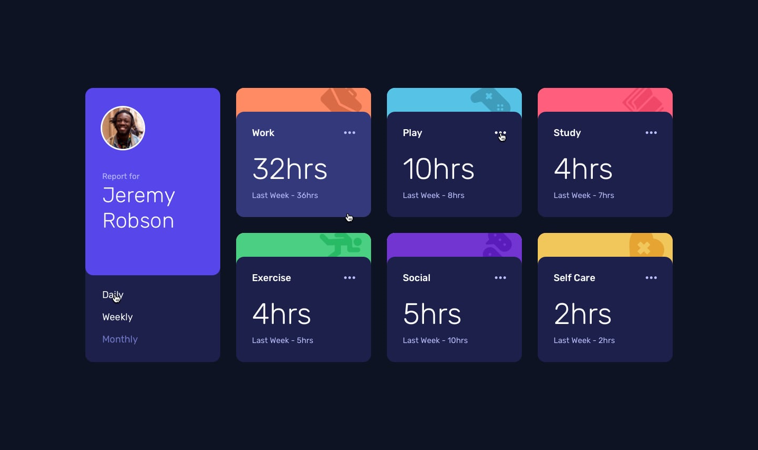 Report for
Jeremy
Robson
Daily
Weekly
Monthly
Work
32hrs
Last Week - 36hrs
Play
10hrs
Last Week - 8hrs
Study
4hrs
Last Week - 7hrs
Exercise
4hrs
Last Week - 5hrs
Social
5hrs
Last Week - 10hrs
Self Care
2hrs
Last Week - 2hrs